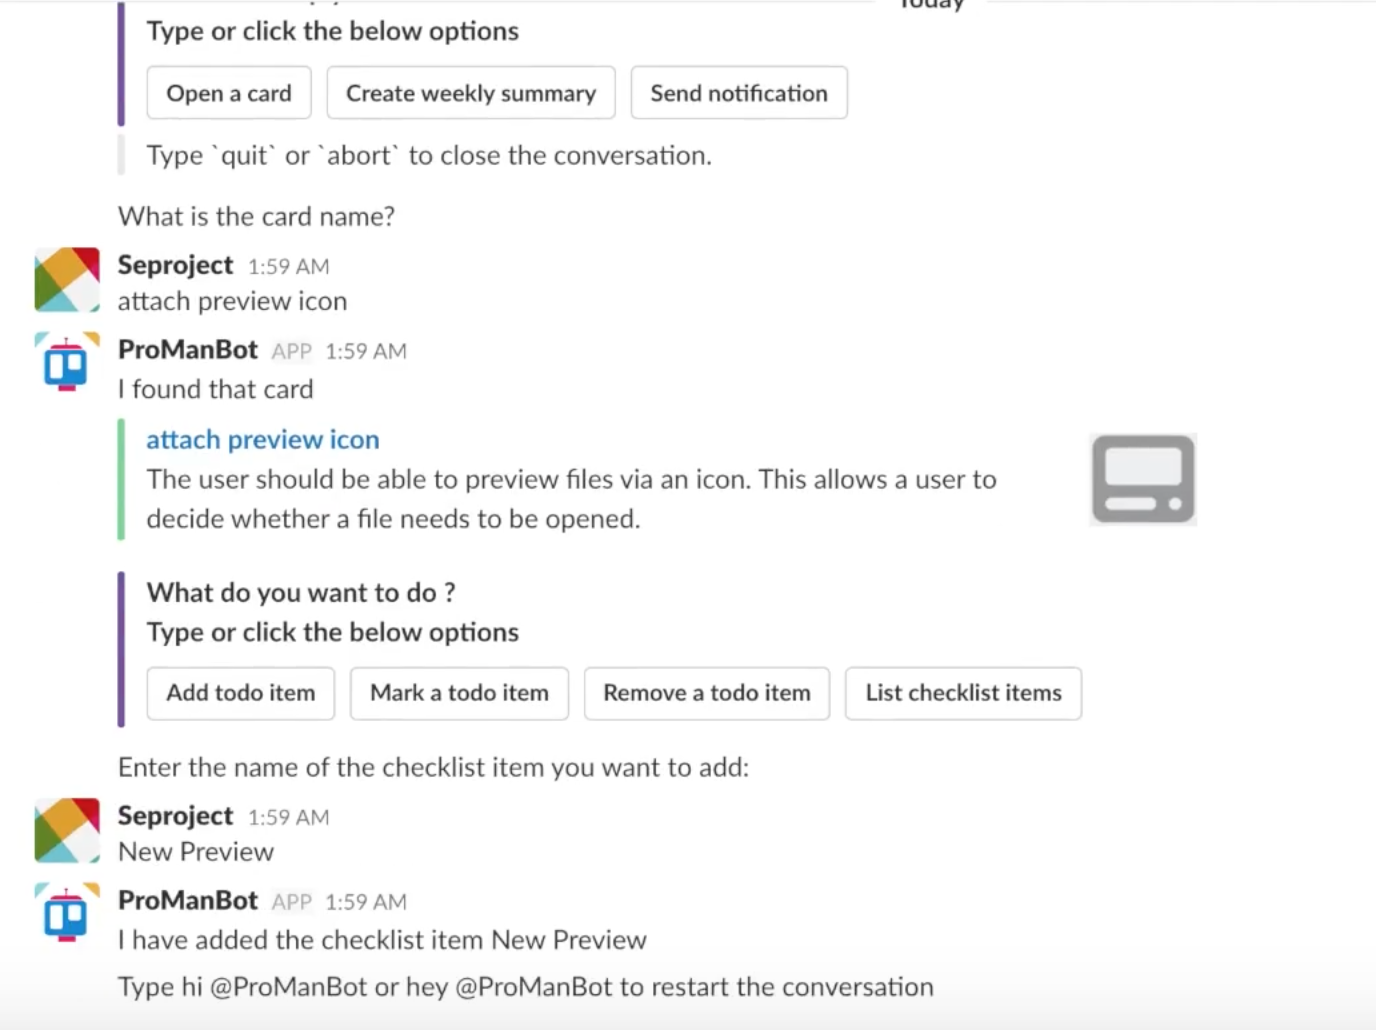 Today
Type or click the below options
Open a card
Create weekly summary
Send notification
Type `quit` or `abort` to close the conversation.
What is the card name?
Seproject 1:59 AM
attach preview icon
ProManBot APP 1:59 AM
I found that card
attach preview icon
The user should be able to preview files via an icon. This allows a user to
decide whether a file needs to be opened.
What do you want to do ?
Type or click the below options
Add todo item
Mark a todo item
Remove a todo item
List checklist items
Enter the name of the checklist item you want to add:
Seproject 1:59 AM
New Preview
ProManBot APP 1:59 AM
I have added the checklist item New Preview
Type hi @ProManBot or hey @ProManBot to restart the conversation